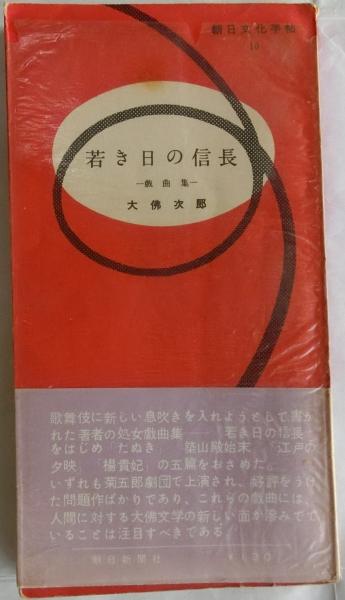 朝日文化手帖
10
若き日の信長
―戯曲集―
大佛次郎
歌舞伎に新しい息吹きを入れようとして書か
れた著者の処女戯曲集――「若き日の信長」
をはじめ「たぬき」「築山殿始末」「江戸の
夕映」「楊貴妃」の五篇をおさめた。
いずれも菊五郎劇団で上演され、好評をうけ
た問題作ばかりであり、これらの戯曲には、
人間に対する大佛文学の新しい面が滲みでて
いることは注目すべきである
朝日新聞社